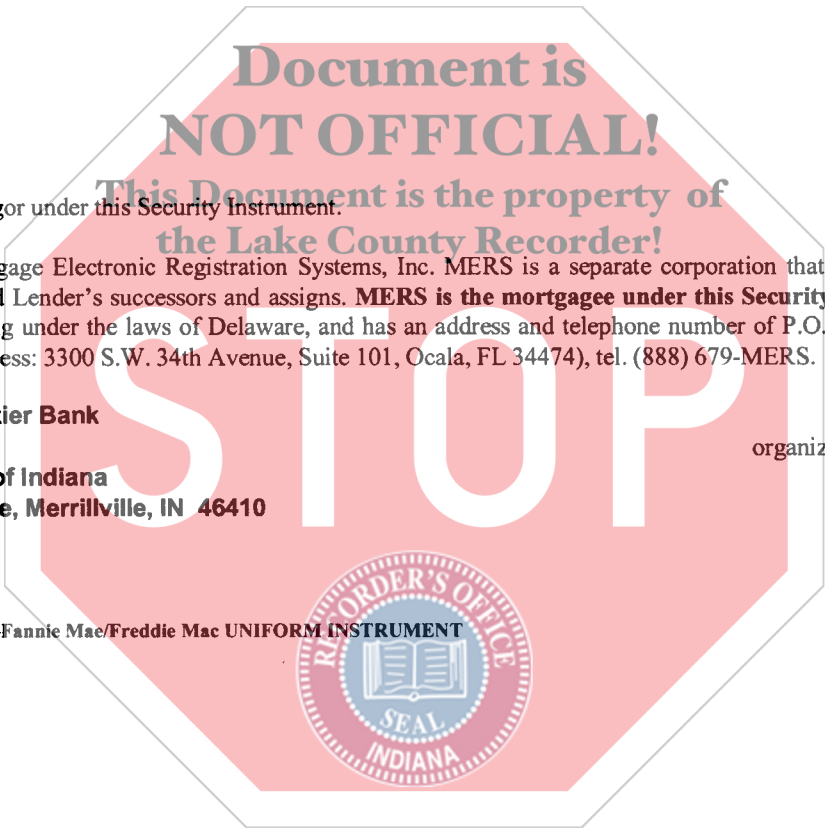 Document is
NOT OFFICIAL!
This Document is the property of
gor under this Security Instrument.
the Lake County Recorder!
gage Electronic Registration Systems, Inc. MERS is a separate corporation that
l Lender's successors and assigns. MERS is the mortgagee under this Security
g under the laws of Delaware, and has an address and telephone number of P.O.
ess: 3300 S.W. 34th Avenue, Suite 101, Ocala, FL 34474), tel. (888) 679-MERS.
STOP
ier Bank
organiz
of Indiana
e, Merrillville, IN 46410
Fannie Mae/Freddie Mac UNIFORM INSTRUMENT
RECORDER'S OFFICE
SEAL
INDIANA